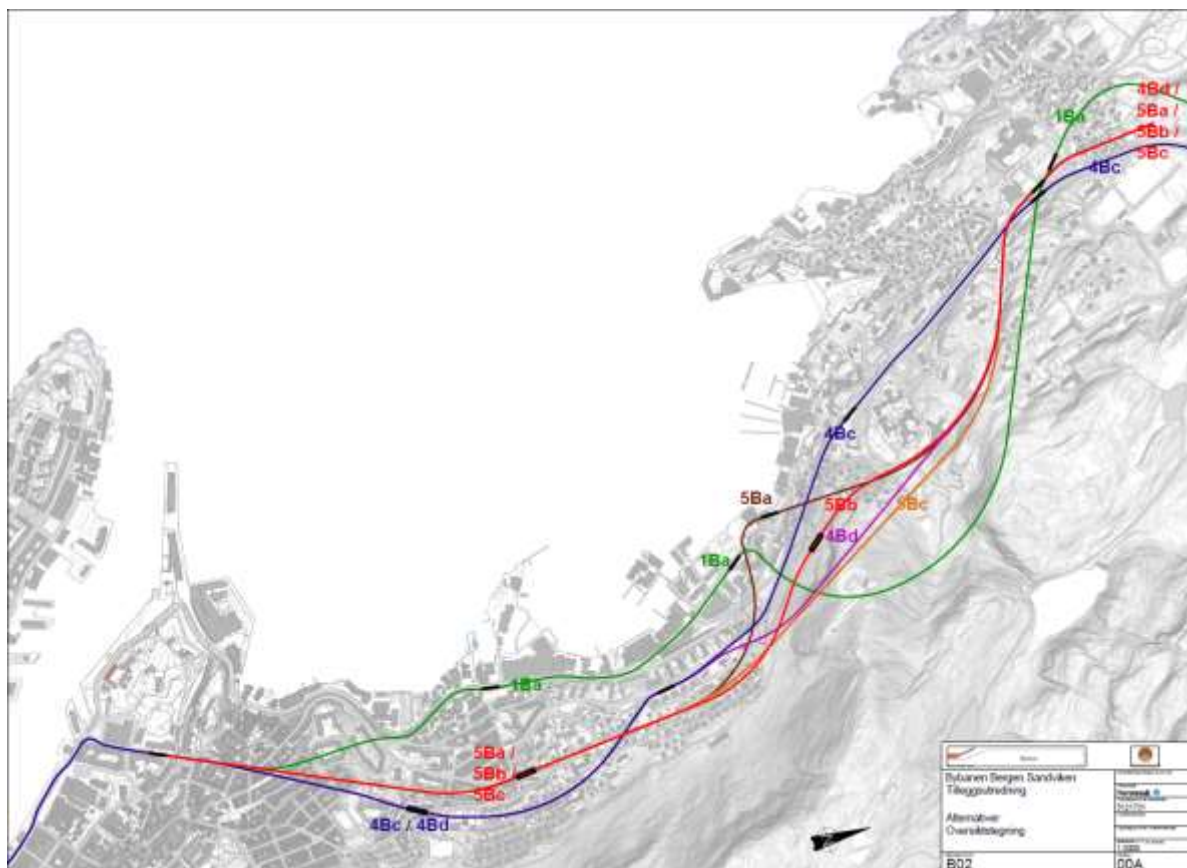 4Bd /
5Ba /
5Bb /
5Bc
1Ba
4Bc
4Bc
5Ba
5Bb
5Bc
4Bd
1Ba
1Ba
5Ba /
5Bb /
5Bc
4Bc / 4Bd
Bybanen Bergen, Sandviken
Tilleggsutredning
Alternativer
Oversiktstegning
B02
00A